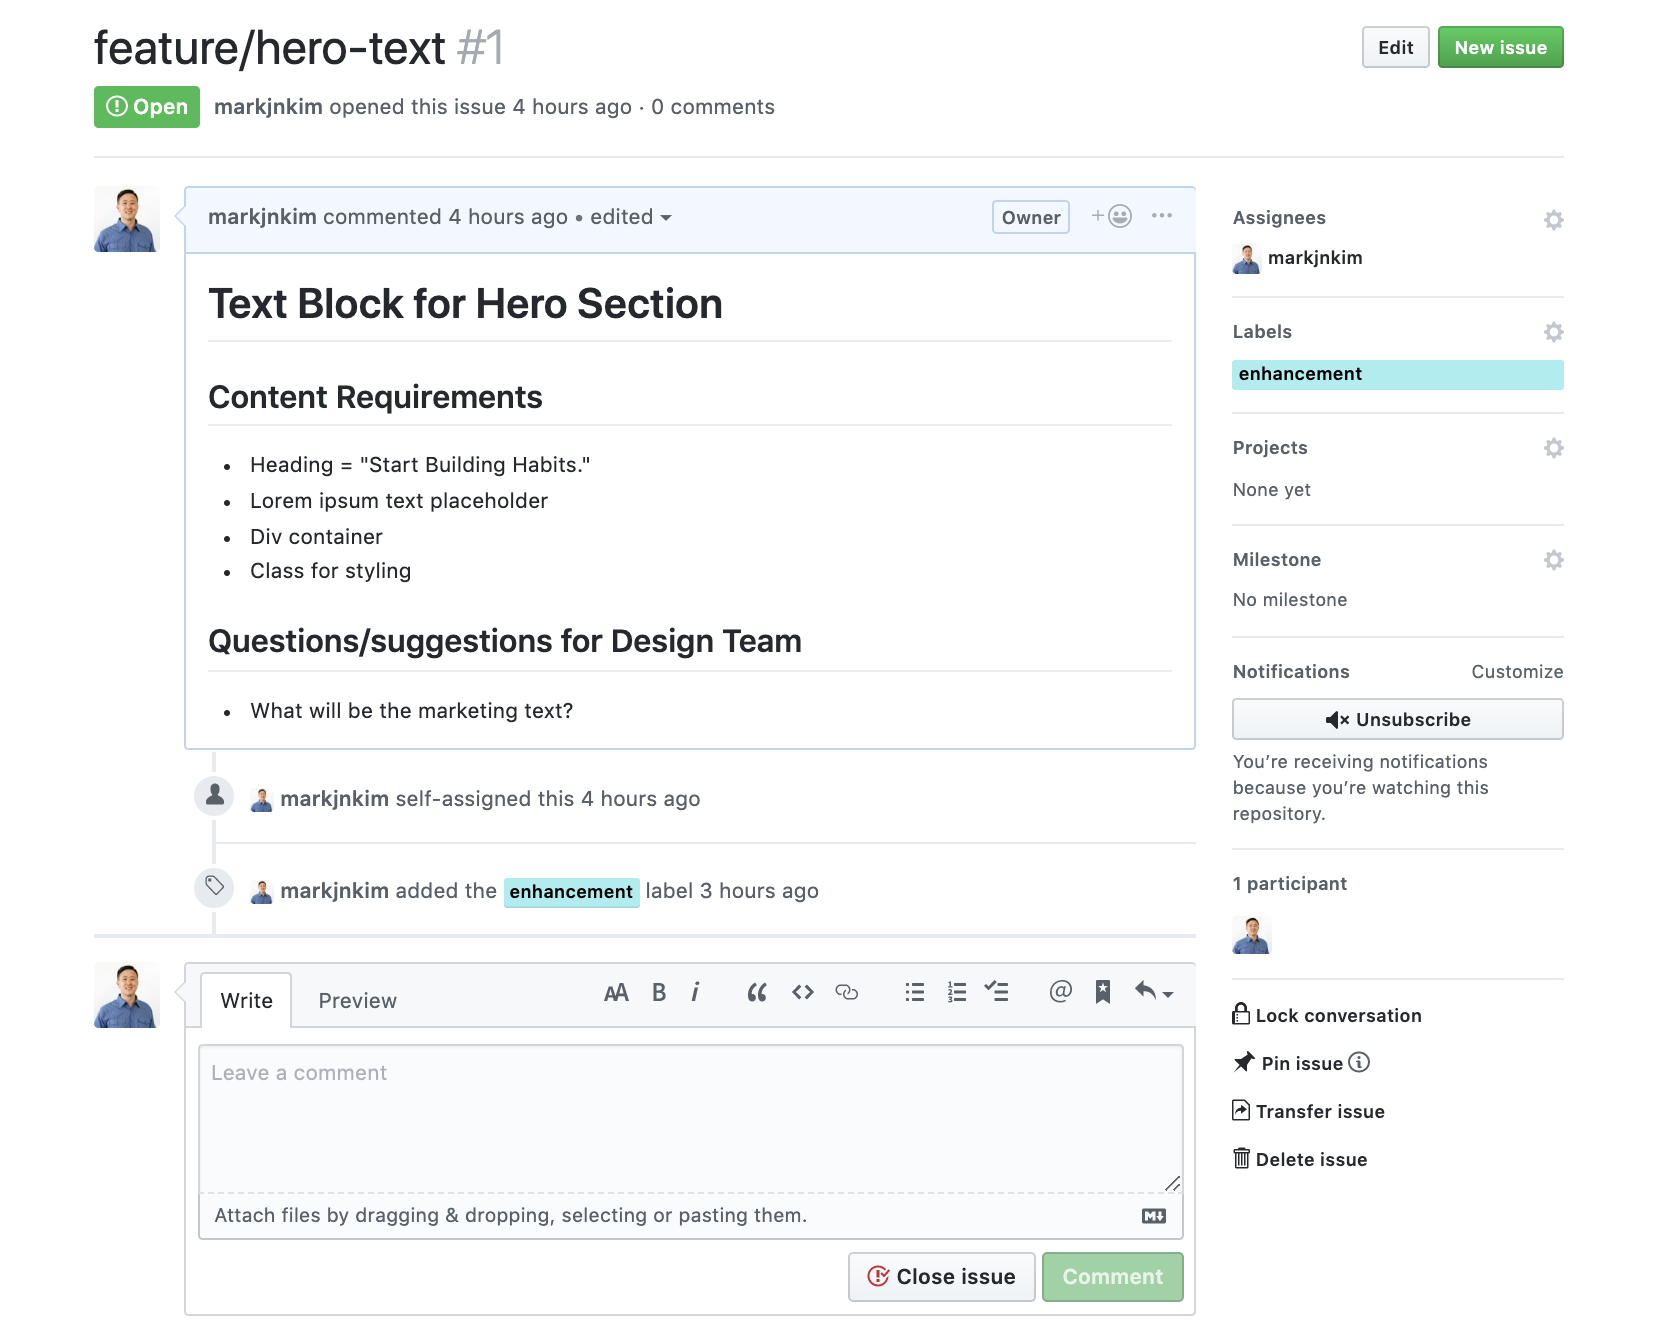 feature/hero-text #1
Edit
New issue
Open
markjnkim opened this issue 4 hours ago · 0 comments
markjnkim commented 4 hours ago • edited
Owner
Text Block for Hero Section
Content Requirements
• Heading = "Start Building Habits."
• Lorem ipsum text placeholder
• Div container
• Class for styling
Questions/suggestions for Design Team
• What will be the marketing text?
markjnkim self-assigned this 4 hours ago
markjnkim added the enhancement label 3 hours ago
Write
Preview
Leave a comment
Attach files by dragging & dropping, selecting or pasting them.
Close issue
Comment
Assignees
markjnkim
Labels
enhancement
Projects
None yet
Milestone
No milestone
Notifications
Customize
Unsubscribe
You’re receiving notifications
because you’re watching this
repository.
1 participant
Lock conversation
Pin issue
Transfer issue
Delete issue